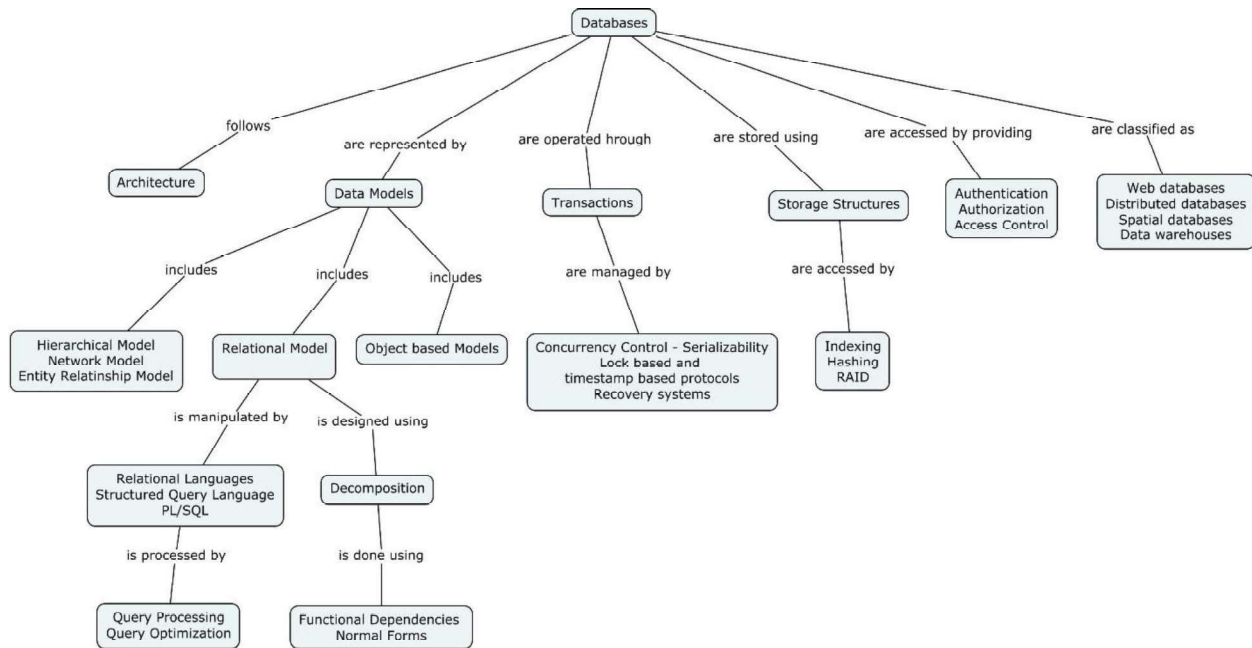 Databases
follows
are represented by
are operated hrough
are stored using
are accessed by providing
are classified as
Architecture
Data Models
Transactions
Storage Structures
Authentication
Authorization
Access Control
Web databases
Distributed databases
Spatial databases
Data warehouses
includes
includes
includes
are managed by
are accessed by
Hierarchical Model
Network Model
Entity Relatinship Model
Relational Model
Object based Models
Concurrency Control - Serializability
Lock based and
timestamp based protocols
Recovery systems
Indexing
Hashing
RAID
is manipulated by
is designed using
Relational Languages
Structured Query Language
PL/SQL
Decomposition
is processed by
is done using
Query Processing
Query Optimization
Functional Dependencies
Normal Forms